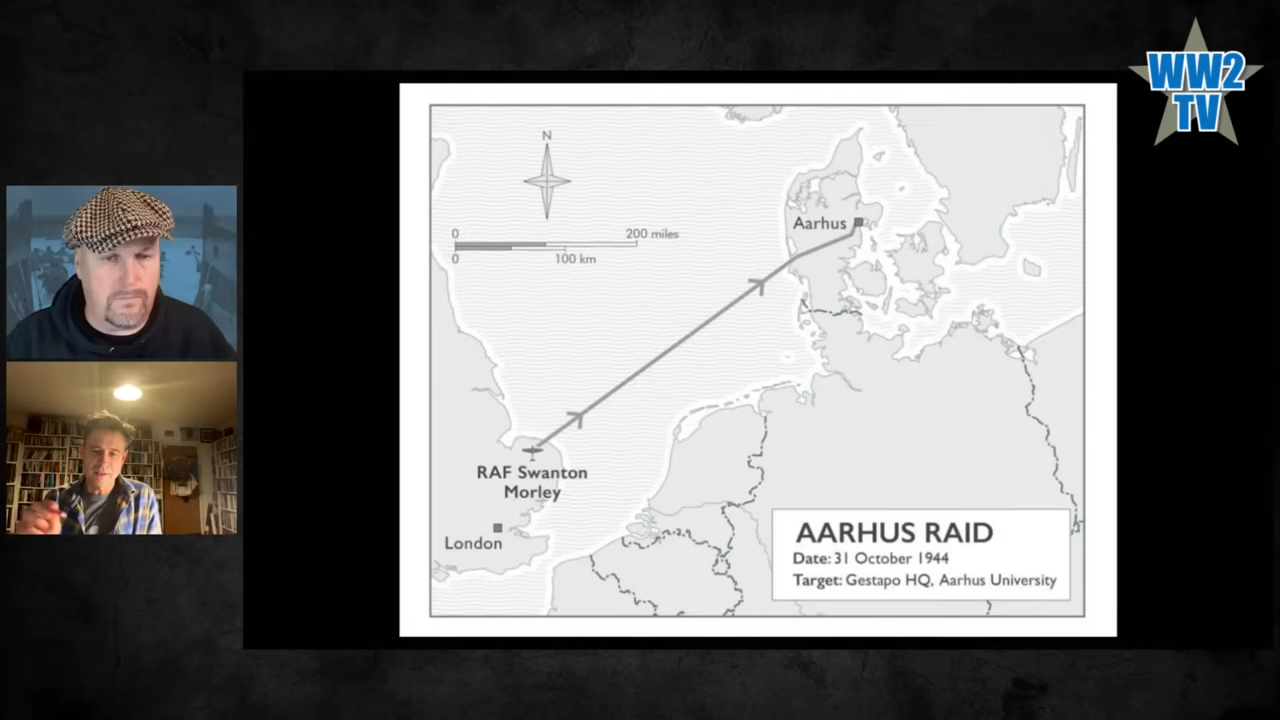 WW2
TV
N
0
200 miles
0
100 km
Aarhus
RAF Swanton
Morley
London
AARHUS RAID
Date: 31 October 1944
Target: Gestapo HQ, Aarhus University